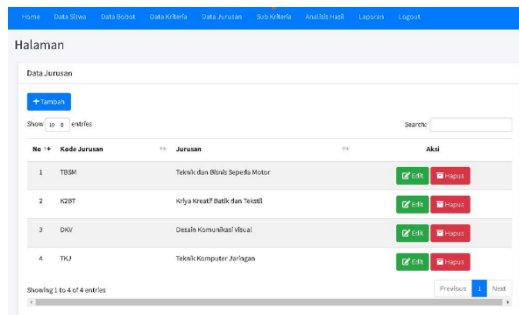 Home Data Siswa Data Bobot Data Kriteria Data Jurusan Sub Kriteria Analisis Hasil Laporan Logout
Halaman
Data Jurusan
+ Tambah
Show 10 entries Search:
No Kode Jurusan Jurusan Aksi
1 TBSM Teknik dan Bisnis Sepeda Motor Edit Hapus
2 K2BT Kriya Kreatif Batik dan Tekstil Edit Hapus
3 DKV Desain Komunikasi Visual Edit Hapus
4 TKJ Teknik Komputer Jaringan Edit Hapus
Showing 1 to 4 of 4 entries Previous 1 Next